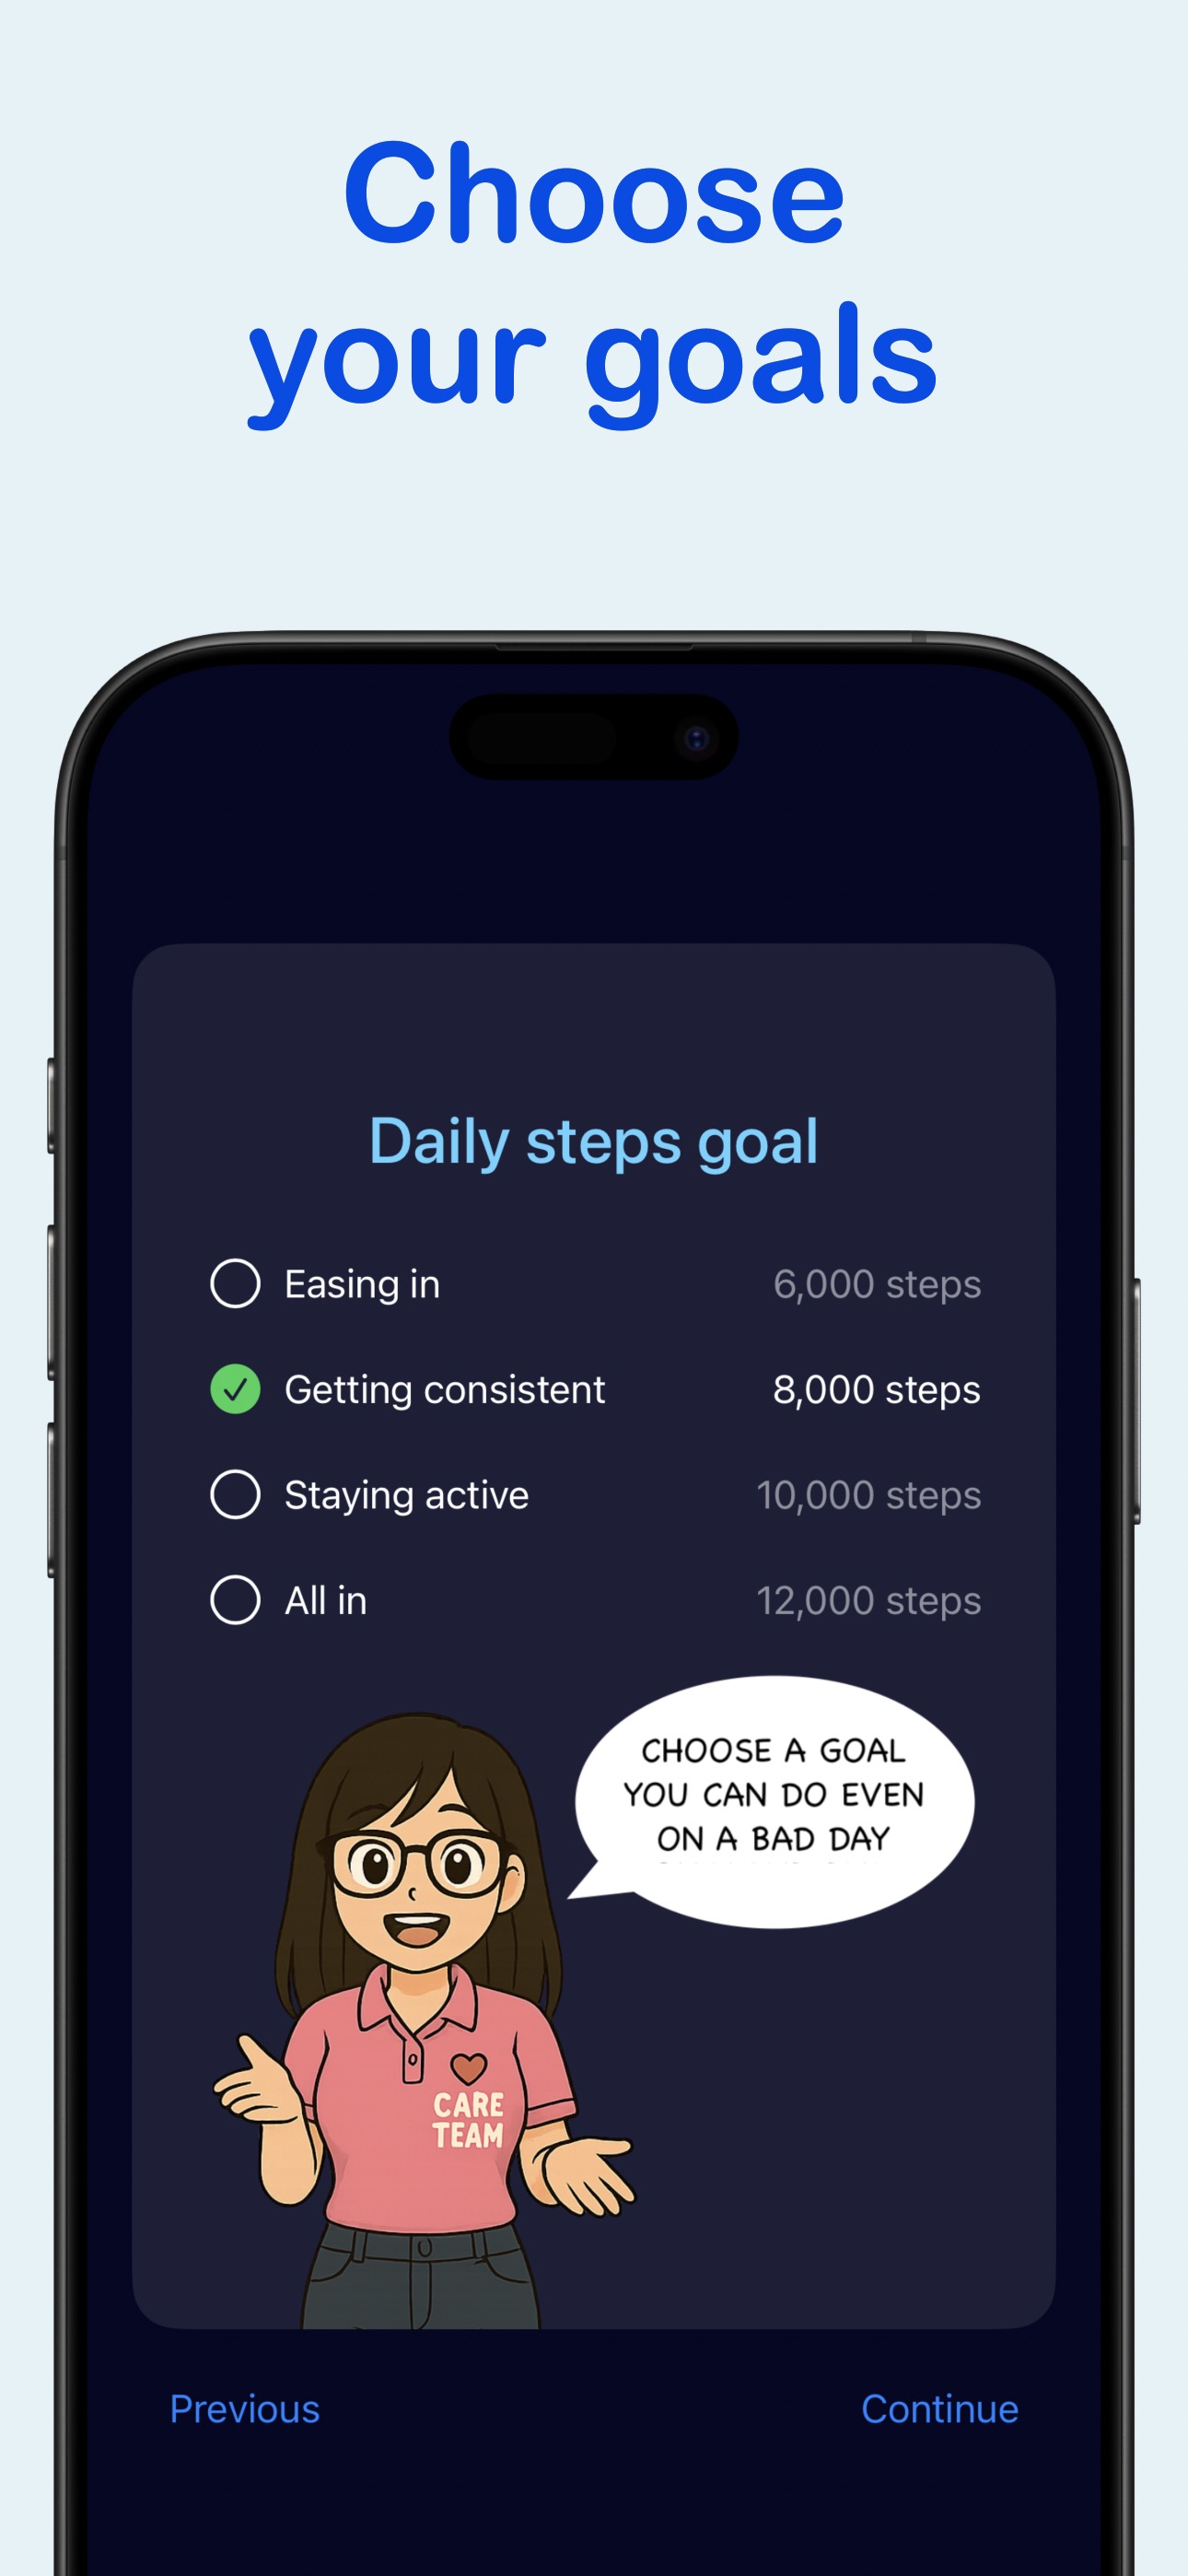 Choose
your goals
Daily steps goal
Easing in 6,000 steps
Getting consistent 8,000 steps
Staying active 10,000 steps
All in 12,000 steps
CHOOSE A GOAL
YOU CAN DO EVEN
ON A BAD DAY
CARE
TEAM
Previous Continue